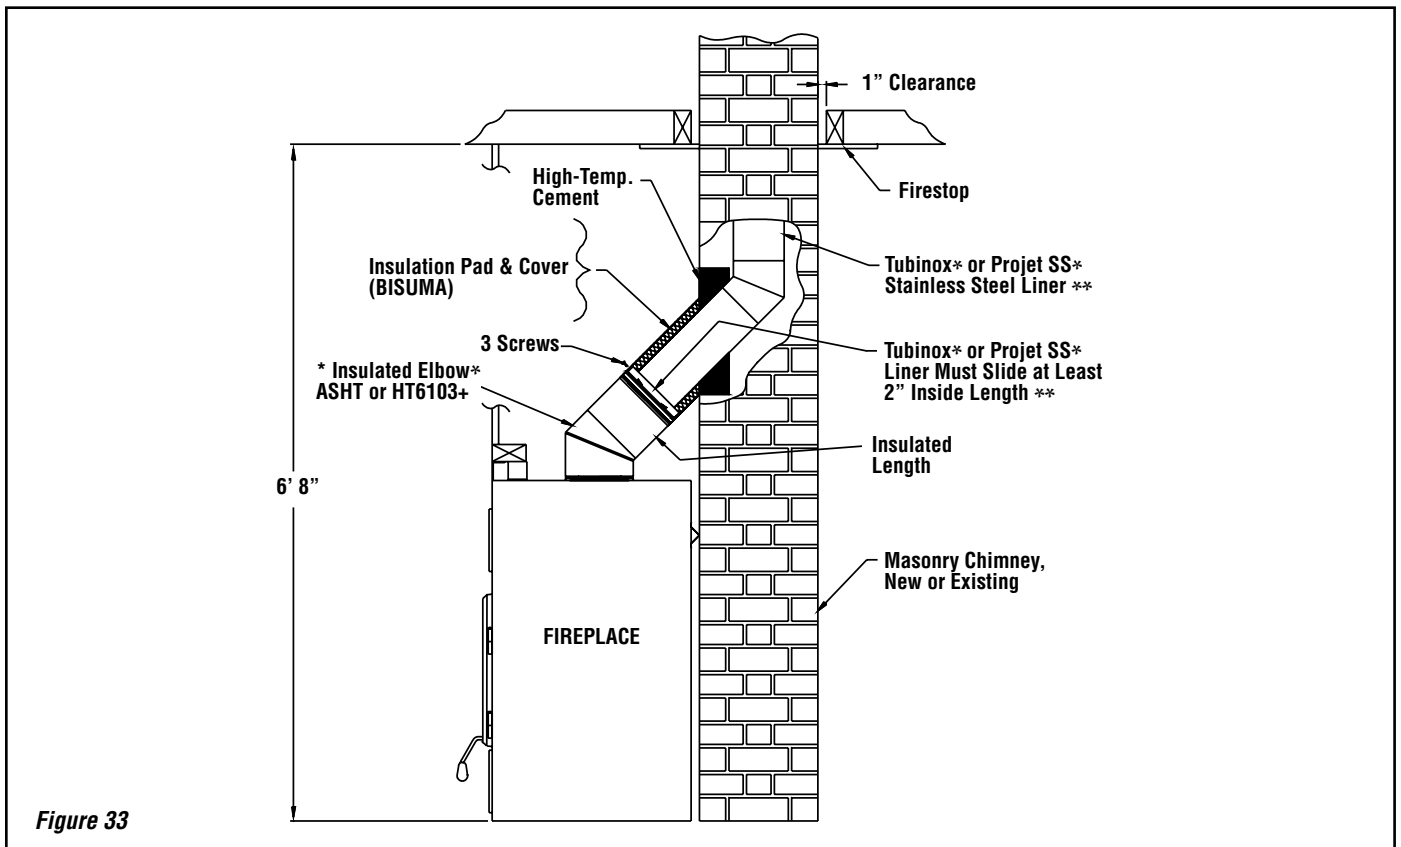 1” Clearance
Firestop
High-Temp.
Cement
Insulation Pad & Cover
(BISUMA)
Tubinox* or Projet SS*
Stainless Steel Liner **
3 Screws
Tubinox* or Projet SS*
Liner Must Slide at Least
2” Inside Length **
* Insulated Elbow*
ASHT or HT6103+
Insulated
Length
6’ 8”
Masonry Chimney,
New or Existing
FIREPLACE
Figure 33